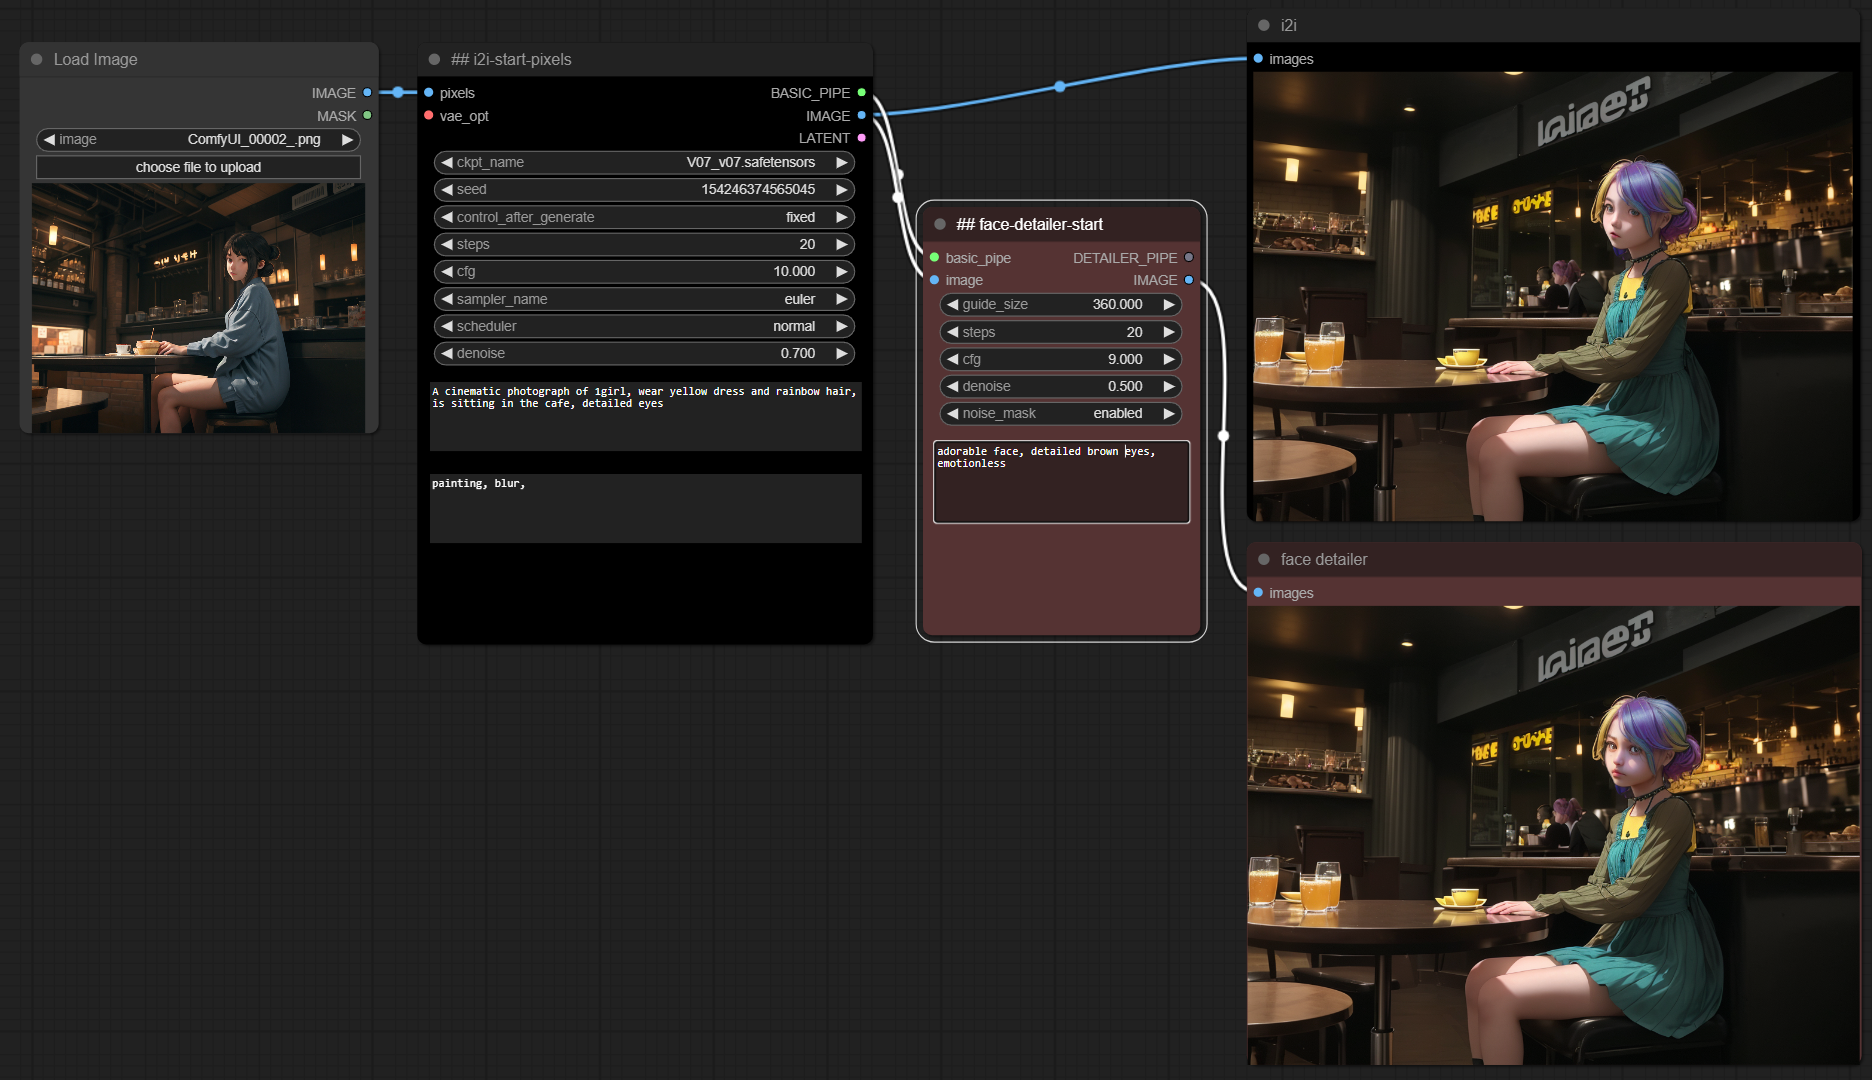 Load Image
IMAGE
MASK
image ComfyUI_00002_.png
choose file to upload
## i2i-start-pixels
pixels BASIC_PIPE
vae_opt IMAGE
LATENT
ckpt_name V07_v07.safetensors
seed 154246374565045
control_after_generate fixed
steps 20
cfg 10.000
sampler_name euler
scheduler normal
denoise 0.700
A cinematic photograph of 1girl, wear yellow dress and rainbow hair,
is sitting in the cafe, detailed eyes
painting, blur,
## face-detailer-start
basic_pipe DETAILER_PIPE
image IMAGE
guide_size 360.000
steps 20
cfg 9.000
denoise 0.500
noise_mask enabled
adorable face, detailed brown eyes,
emotionless
i2i
images
face detailer
images